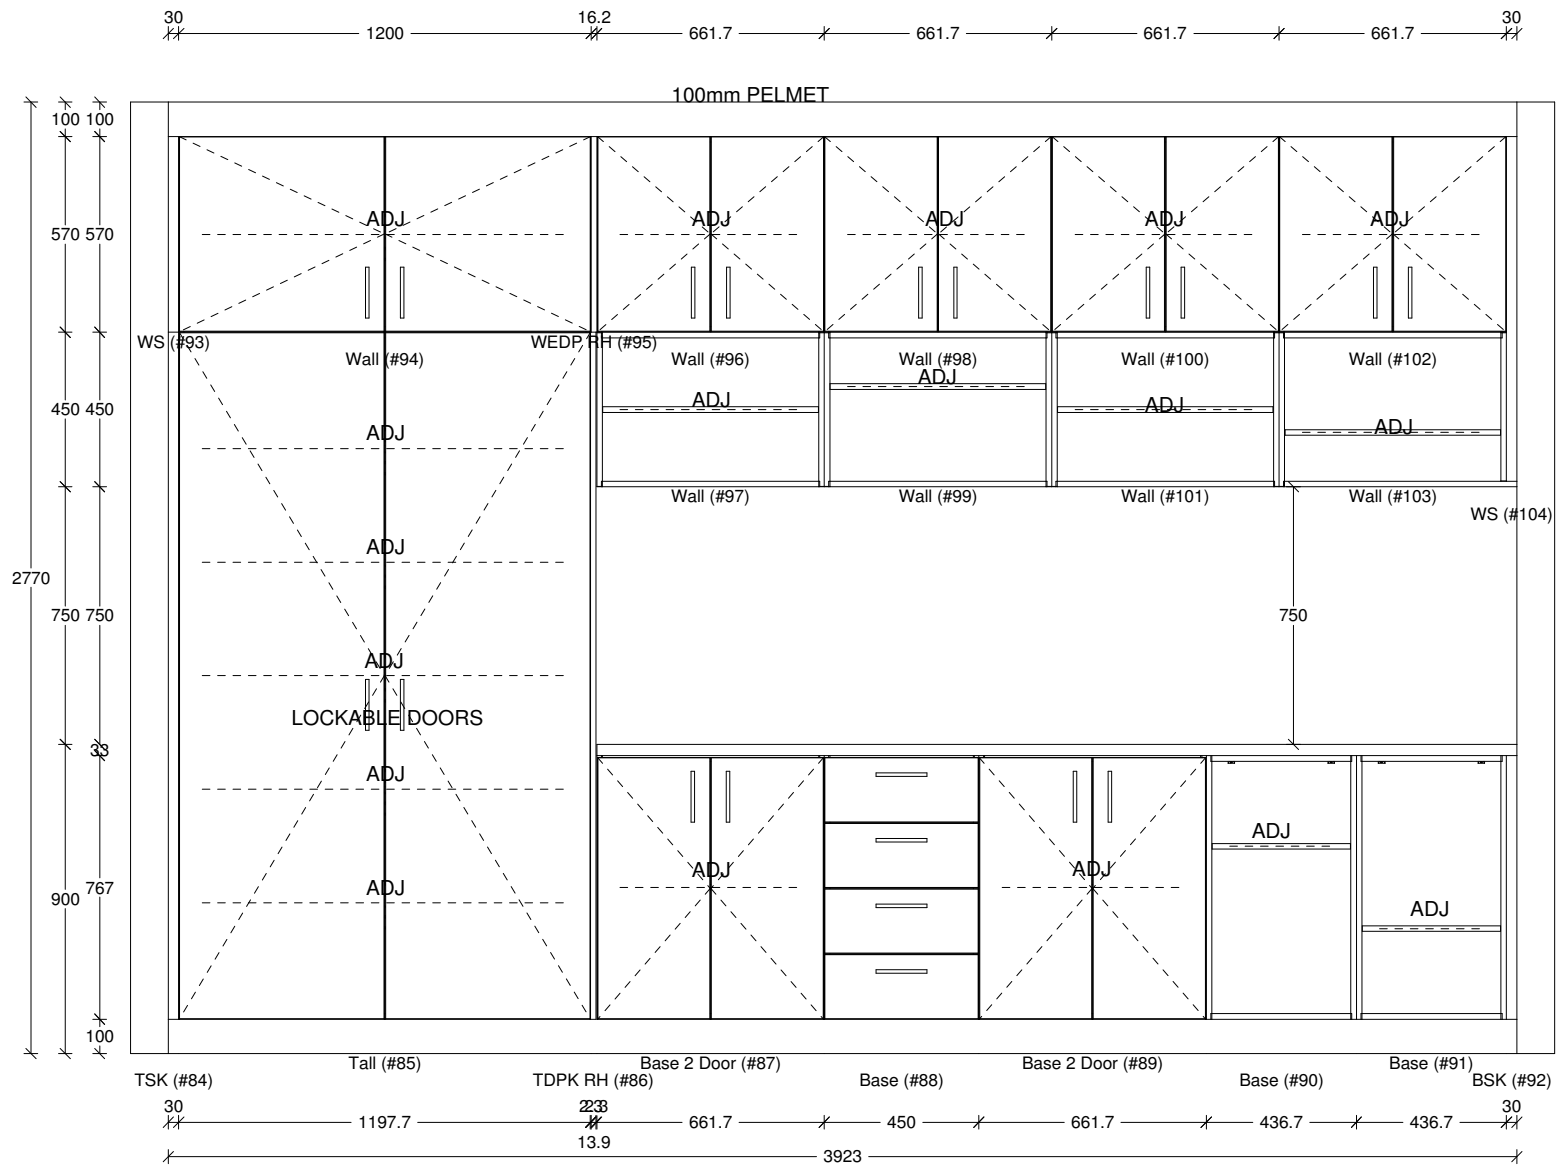 30 16.2 30
1200 661.7 661.7 661.7 661.7
100mm PELMET
100 100
ADJ ADJ ADJ ADJ ADJ
570 570
WS (#93) WEDP RH (#95)
Wall (#94) Wall (#96) Wall (#98) Wall (#100) Wall (#102)
ADJ
ADJ ADJ
450 450
ADJ ADJ
Wall (#97) Wall (#99) Wall (#101) Wall (#103)
WS (#104)
ADJ
2770
750 750 750
ADJ
LOCKABLE DOORS
33
ADJ ADJ
ADJ ADJ
ADJ 767
900 ADJ
100
Tall (#85) Base 2 Door (#87) Base 2 Door (#89) Base (#91)
TSK (#84) TDPK RH (#86) Base (#88) Base (#90) BSK (#92)
30 30
1197.7 661.7 450 661.7 436.7 436.7
13.9
3923